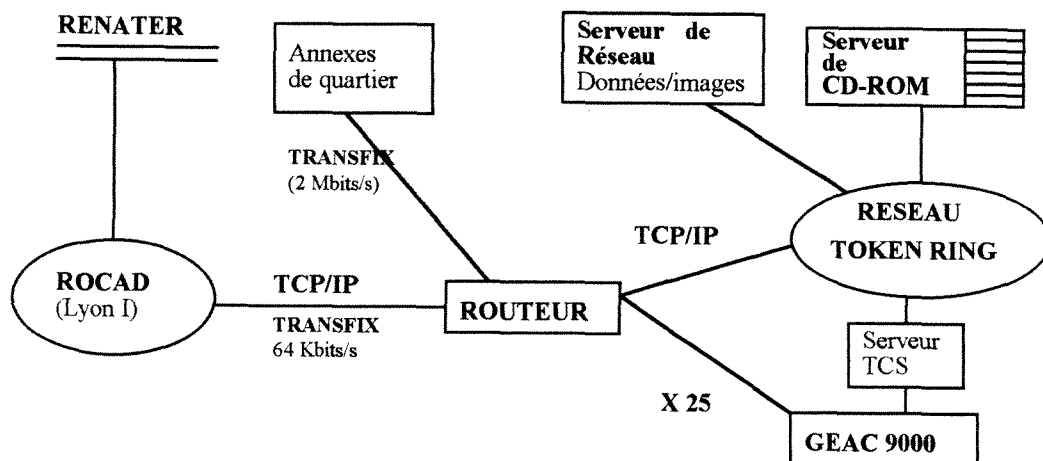 RENATER
Annexes
de quartier
Serveur de
Réseau
Données/images
Serveur
de
CD-ROM
TRANSFIX
(2 Mbits/s)
RESEAU
TOKEN RING
TCP/IP
ROCAD
(Lyon I)
TCP/IP
TRANSFIX
64 Kbits/s
ROUTEUR
Serveur
TCS
X 25
GEAC 9000